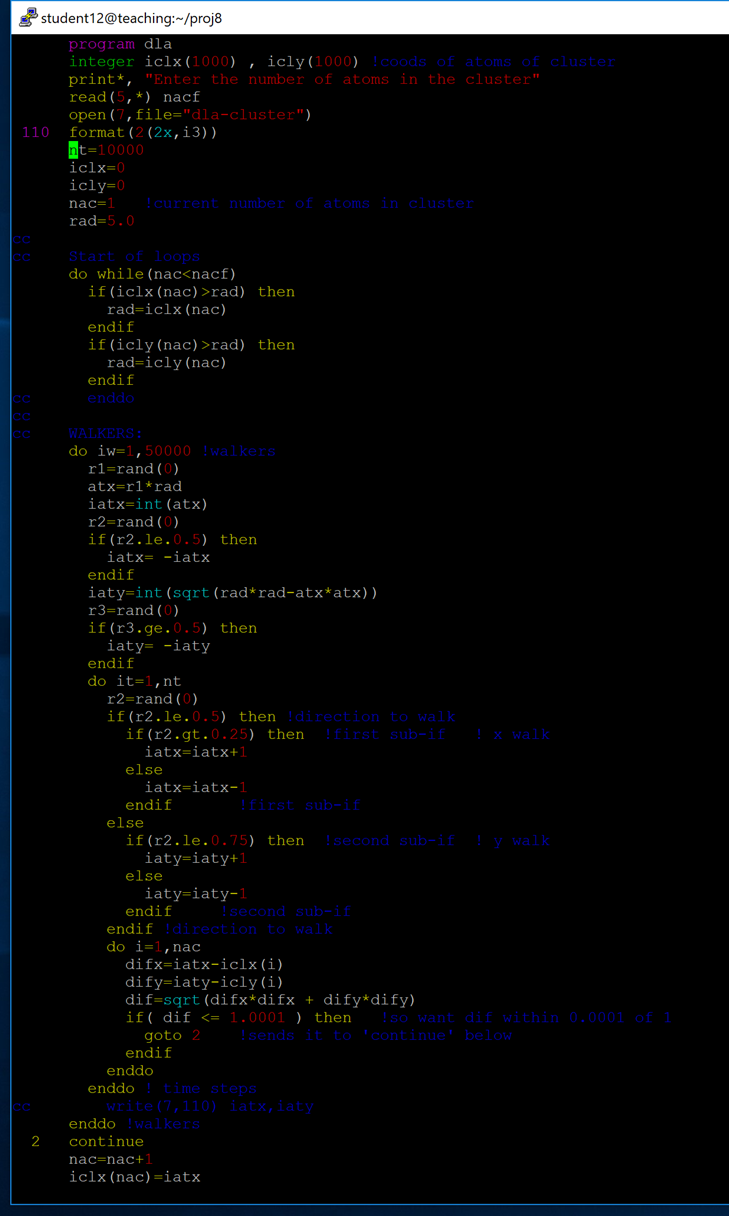 student12@teaching:~/proj8
program dla
integer iclx(1000) , icly(1000) !coods of atoms of cluster
print*, "Enter the number of atoms in the cluster"
read(5,*) nacf
open(7,file="dla-cluster")
110 format(2(2x,i3))
nt=10000
iclx=0
icly=0
nac=1 !current number of atoms in cluster
rad=5.0
cc
cc Start of loops
do while(nac<nacf)
if(iclx(nac)>rad) then
rad=iclx(nac)
endif
if(icly(nac)>rad) then
rad=icly(nac)
endif
cc enddo
cc
cc WALKERS:
do iw=1,50000 !walkers
r1=rand(0)
atx=r1*rad
iatx=int(atx)
r2=rand(0)
if(r2.le.0.5) then
iatx= -iatx
endif
iaty=int(sqrt(rad*rad-atx*atx))
r3=rand(0)
if(r3.ge.0.5) then
iaty= -iaty
endif
do it=1,nt
r2=rand(0)
if(r2.le.0.5) then !direction to walk
if(r2.gt.0.25) then !first sub-if ! x walk
iatx=iatx+1
else
iatx=iatx-1
endif !first sub-if
else
if(r2.le.0.75) then !second sub-if ! y walk
iaty=iaty+1
else
iaty=iaty-1
endif !second sub-if
endif !direction to walk
do i=1,nac
difx=iatx-iclx(i)
dify=iaty-icly(i)
dif=sqrt(difx*difx + dify*dify)
if( dif <= 1.0001 ) then !so want dif within 0.0001 of 1
goto 2 !sends it to 'continue' below
endif
enddo
enddo ! time steps
cc write(7,110) iatx,iaty
enddo !walkers
2 continue
nac=nac+1
iclx(nac)=iatx